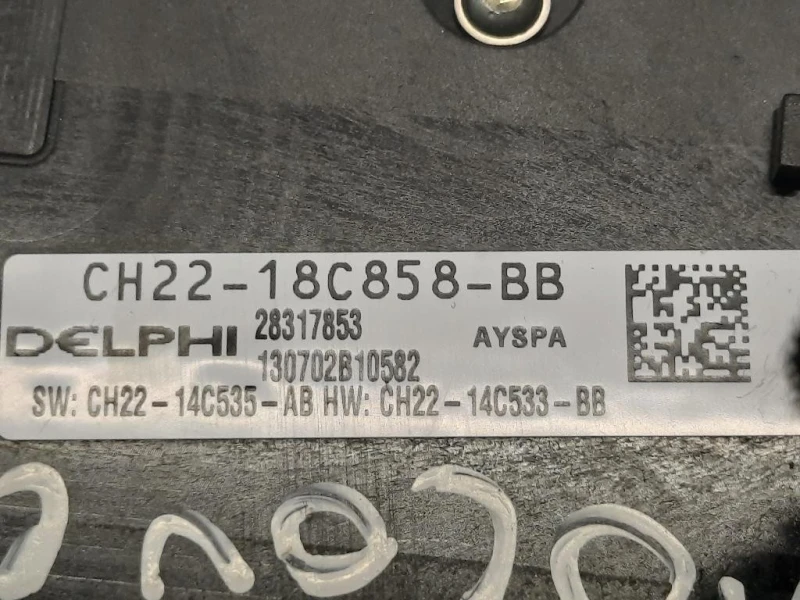 CH22-18C858-BB
DELPHI 28317853 AYSPA
130702B10582
SW: CH22-14C535-AB HW: CH22-14C533-BB